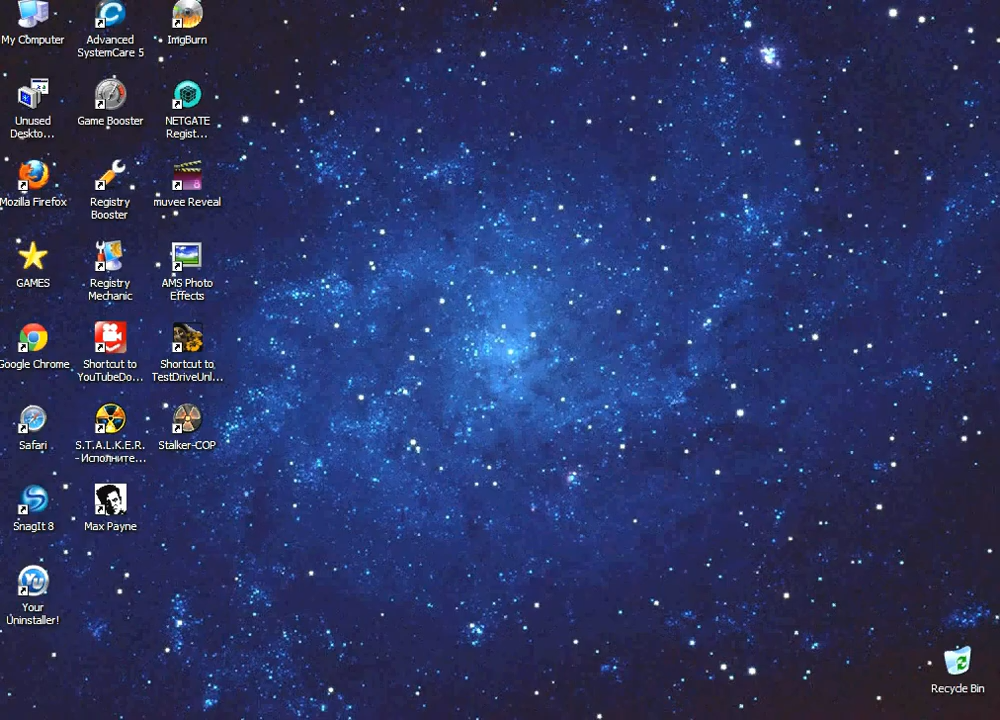 My Computer
Advanced
SystemCare 5
ImgBurn
Unused
Deskto...
Game Booster
NETGATE
Regist...
Mozilla Firefox
Registry
Booster
muvee Reveal
GAMES
Registry
Mechanic
AMS Photo
Effects
Google Chrome
Shortcut to
YouTubeDo...
Shortcut to
TestDriveUnl...
Safari
S.T.A.L.K.E.R.
- Исполните...
Stalker-COP
SnagIt 8
Max Payne
Your
Uninstaller!
Recycle Bin